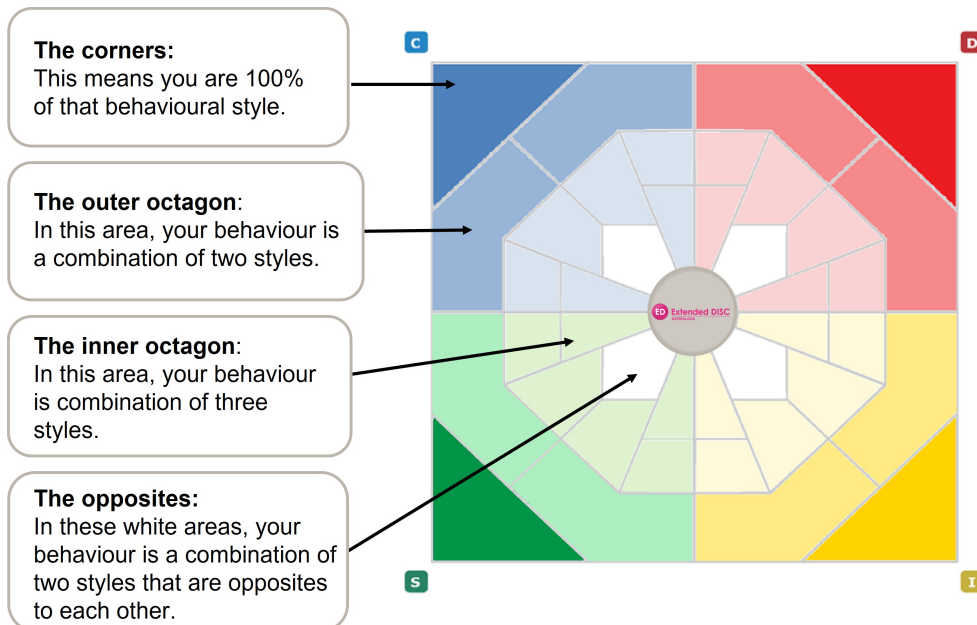 The corners:
This means you are 100%
of that behavioural style.
The outer octagon:
In this area, your behaviour is
a combination of two styles.
The inner octagon:
In this area, your behaviour
is combination of three
styles.
The opposites:
In these white areas, your
behaviour is a combination of
two styles that are opposites
to each other.
C
D
ED Extended DISC
AUSTRALASIA
S
I